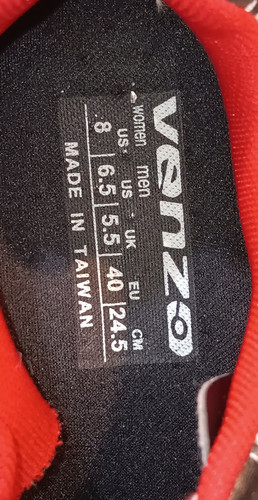 venzo
women men
US- US - UK EU CM
8 | 6.5 | 5.5 | 40 | 24.5
MADE IN TAIWAN